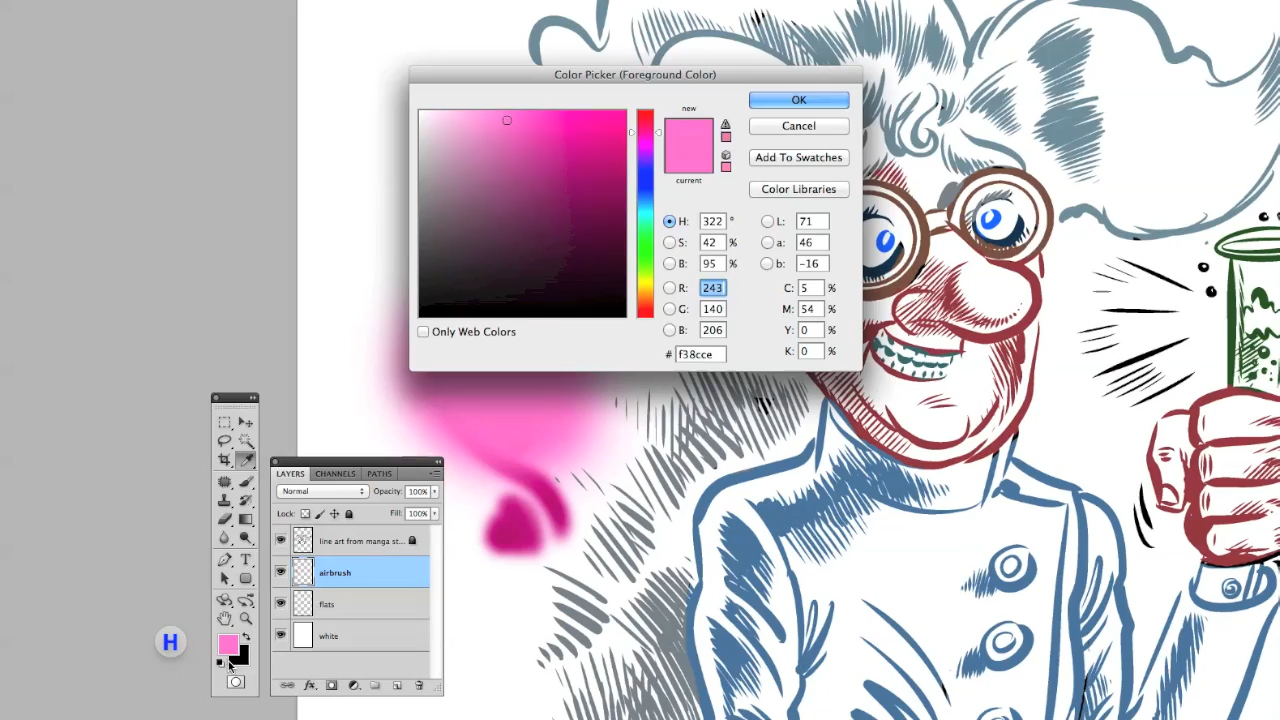 Color Picker (Foreground Color)
new
current
OK
Cancel
Add To Swatches
Color Libraries
H: 322 °
S: 42 %
B: 95 %
R: 243
G: 140
B: 206
# f38cce
L: 71
a: 46
b: -16
C: 5 %
M: 54 %
Y: 0 %
K: 0 %
Only Web Colors
LAYERS CHANNELS PATHS
Normal Opacity: 100%
Lock: Fill: 100%
line art from manga st...
airbrush
flats
white
H
T
fx